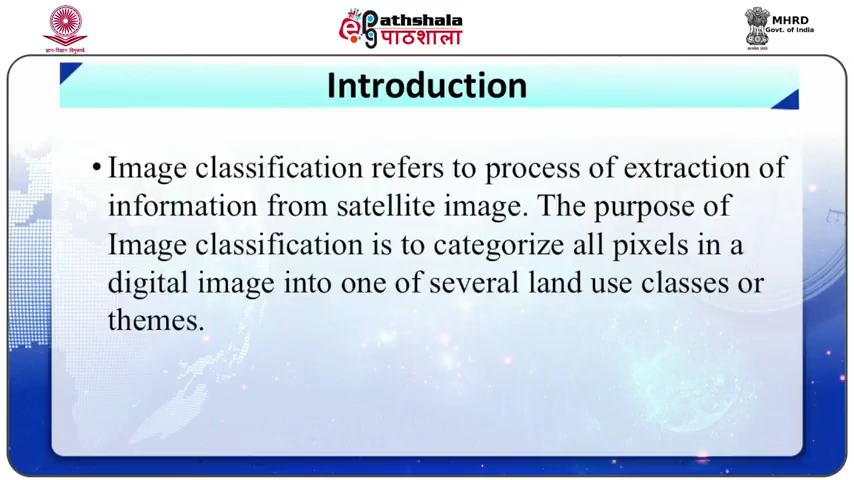 ePathshala
पाठशाला
MHRD
Govt. of India
Introduction
• Image classification refers to process of extraction of
information from satellite image. The purpose of
Image classification is to categorize all pixels in a
digital image into one of several land use classes or
themes.